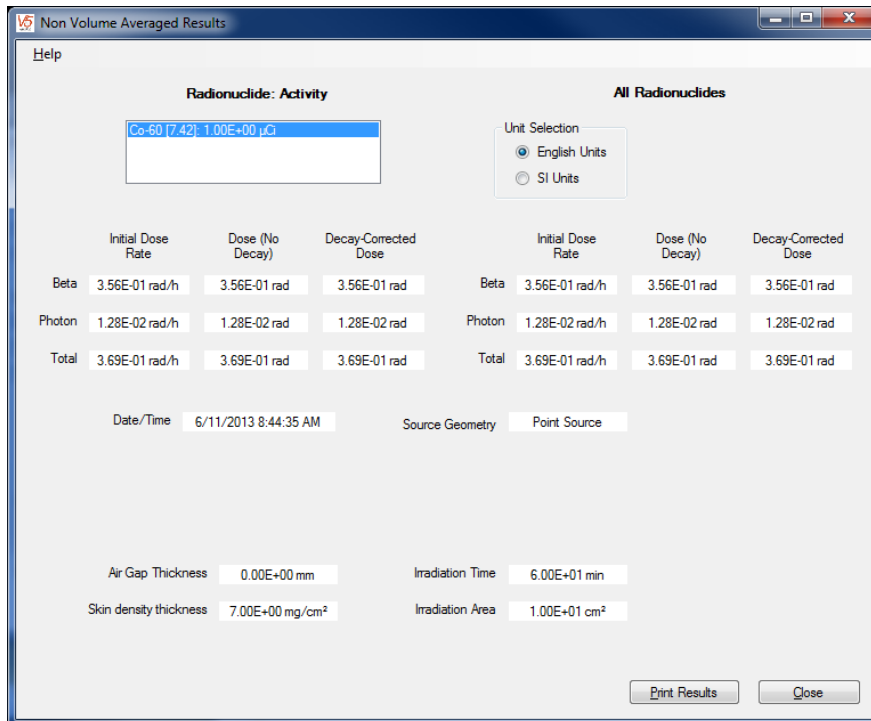 V5 Non Volume Averaged Results
Help
Radionuclide: Activity
All Radionuclides
Co-60 [7.42]: 1.00E+00 µCi
Unit Selection
English Units
SI Units
Initial Dose Rate Dose (No Decay) Decay-Corrected Dose
Beta 3.56E-01 rad/h 3.56E-01 rad 3.56E-01 rad
Photon 1.28E-02 rad/h 1.28E-02 rad 1.28E-02 rad
Total 3.69E-01 rad/h 3.69E-01 rad 3.69E-01 rad
Initial Dose Rate Dose (No Decay) Decay-Corrected Dose
Beta 3.56E-01 rad/h 3.56E-01 rad 3.56E-01 rad
Photon 1.28E-02 rad/h 1.28E-02 rad 1.28E-02 rad
Total 3.69E-01 rad/h 3.69E-01 rad 3.69E-01 rad
Date/Time 6/11/2013 8:44:35 AM
Source Geometry Point Source
Air Gap Thickness 0.00E+00 mm
Irradiation Time 6.00E+01 min
Skin density thickness 7.00E+00 mg/cm²
Irradiation Area 1.00E+01 cm²
Print Results
Close